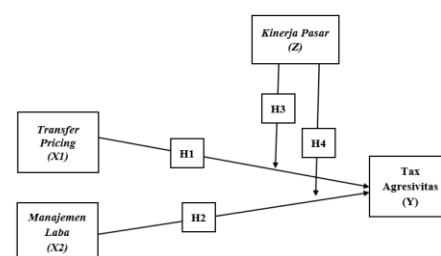 Kinerja Pasar
(Z)
H3
Transfer
Pricing
(X1)
H1
H4
Tax
Agresivitas
(Y)
Manajemen
Laba
(X2)
H2